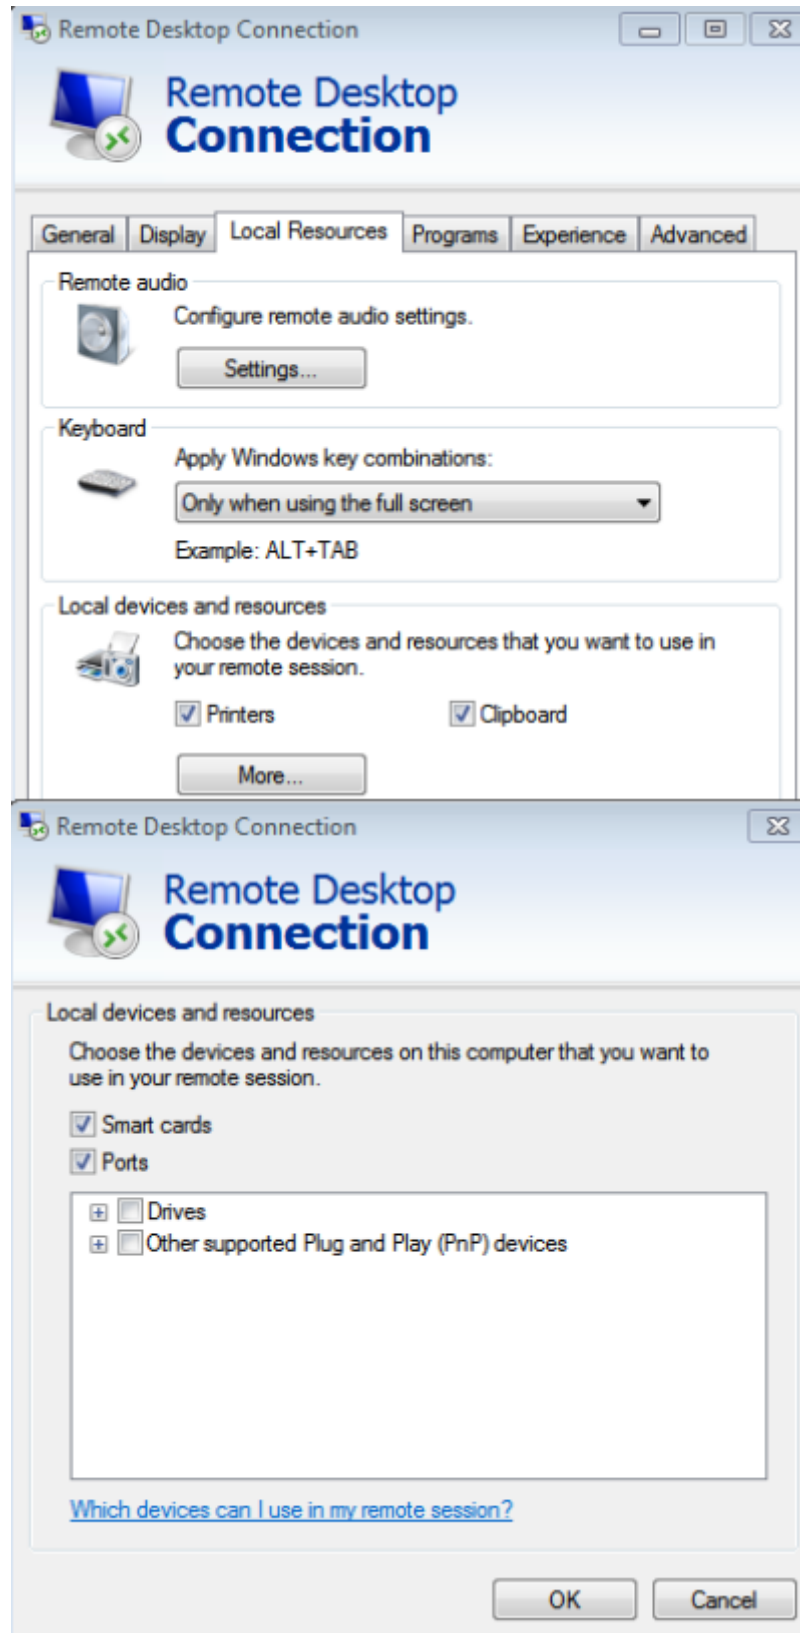 Remote Desktop Connection
Remote Desktop
Connection
General Display Local Resources Programs Experience Advanced
Remote audio
Configure remote audio settings.
Settings...
Keyboard
Apply Windows key combinations:
Only when using the full screen
Example: ALT+TAB
Local devices and resources
Choose the devices and resources that you want to use in
your remote session.
Printers Clipboard
More...
Remote Desktop Connection
Remote Desktop
Connection
Local devices and resources
Choose the devices and resources on this computer that you want to
use in your remote session.
Smart cards
Ports
Drives
Other supported Plug and Play (PnP) devices
Which devices can I use in my remote session?
OK Cancel